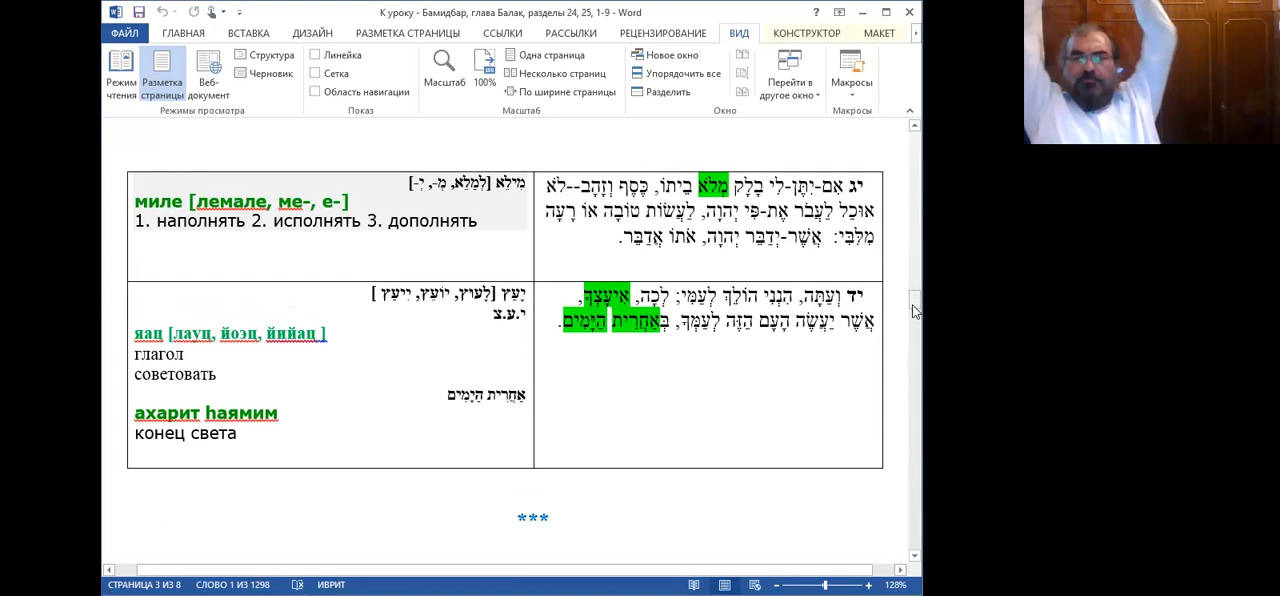 К уроку - Бамидбар, глава Балак, разделы 24, 25, 1-9 - Word
ФАЙЛ ГЛАВНАЯ ВСТАВКА ДИЗАЙН РАЗМЕТКА СТРАНИЦЫ ССЫЛКИ РАССЫЛКИ РЕЦЕНЗИРОВАНИЕ ВИД КОНСТРУКТОР МАКЕТ
Режим чтения
Разметка страницы
Веб-документ
Структура
Черновик
Режимы просмотра
Линейка
Сетка
Область навигации
Показ
Масштаб
100%
Одна страница
Несколько страниц
По ширине страницы
Масштаб
Новое окно
Упорядочить все
Разделить
Перейти в другое окно
Окно
Макросы
Макросы
יג אִם-יִתֶּן-לִי בָלָק מְלֹא בֵיתוֹ, כֶּסֶף וְזָהָב--לֹא
אוּכַל לַעֲבֹר אֶת-פִּי יְהוָה, לַעֲשׂוֹת טוֹבָה אוֹ רָעָה
מִלִּבִּי: אֲשֶׁר-יְדַבֵּר יְהוָה, אֹתוֹ אֲדַבֵּר.
מִילֵא [לְמַלֵא, מְ-, יְ-]
миле [лемале, ме-, е-]
1. наполнять 2. исполнять 3. дополнять
יד וְעַתָּה, הִנְנִי הוֹלֵךְ לְעַמִּי; לְכָה, אִיעָצְךָ,
אֲשֶׁר יַעֲשֶׂה הָעָם הַזֶּה לְעַמְּךָ, בְּאַחֲרִית הַיָּמִים.
יָעַץ [לָעוּץ, יוֹעֵץ, יִיעַץ ]
י.ע.צ
яац [лауц, йоэц, йийац ]
глагол
советовать
אַחֲרִית הַיָמִים
ахарит hаямим
конец света
***
СТРАНИЦА 3 ИЗ 8 СЛОВО 1 ИЗ 1298 ИВРИТ 128%